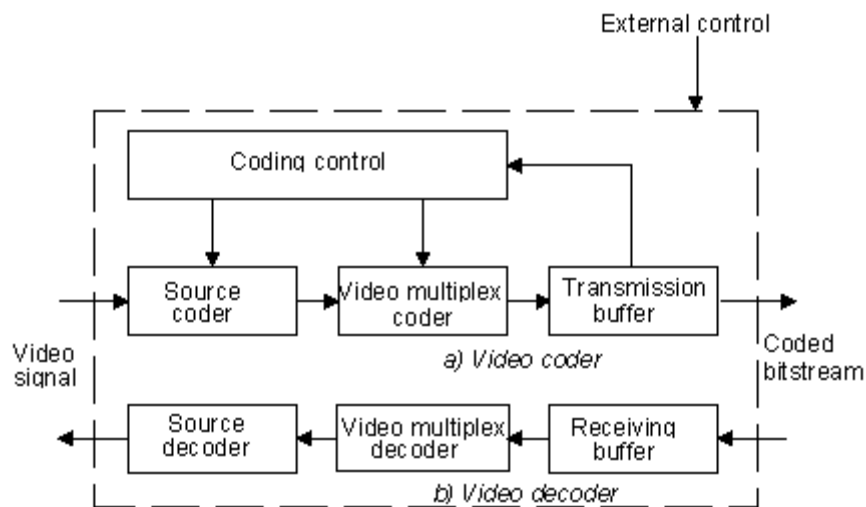 External control
Coding control
Source
coder
Video multiplex
coder
Transmission
buffer
a) Video coder
Video
signal
Coded
bitstream
Source
decoder
Video multiplex
decoder
Receiving
buffer
b) Video decoder